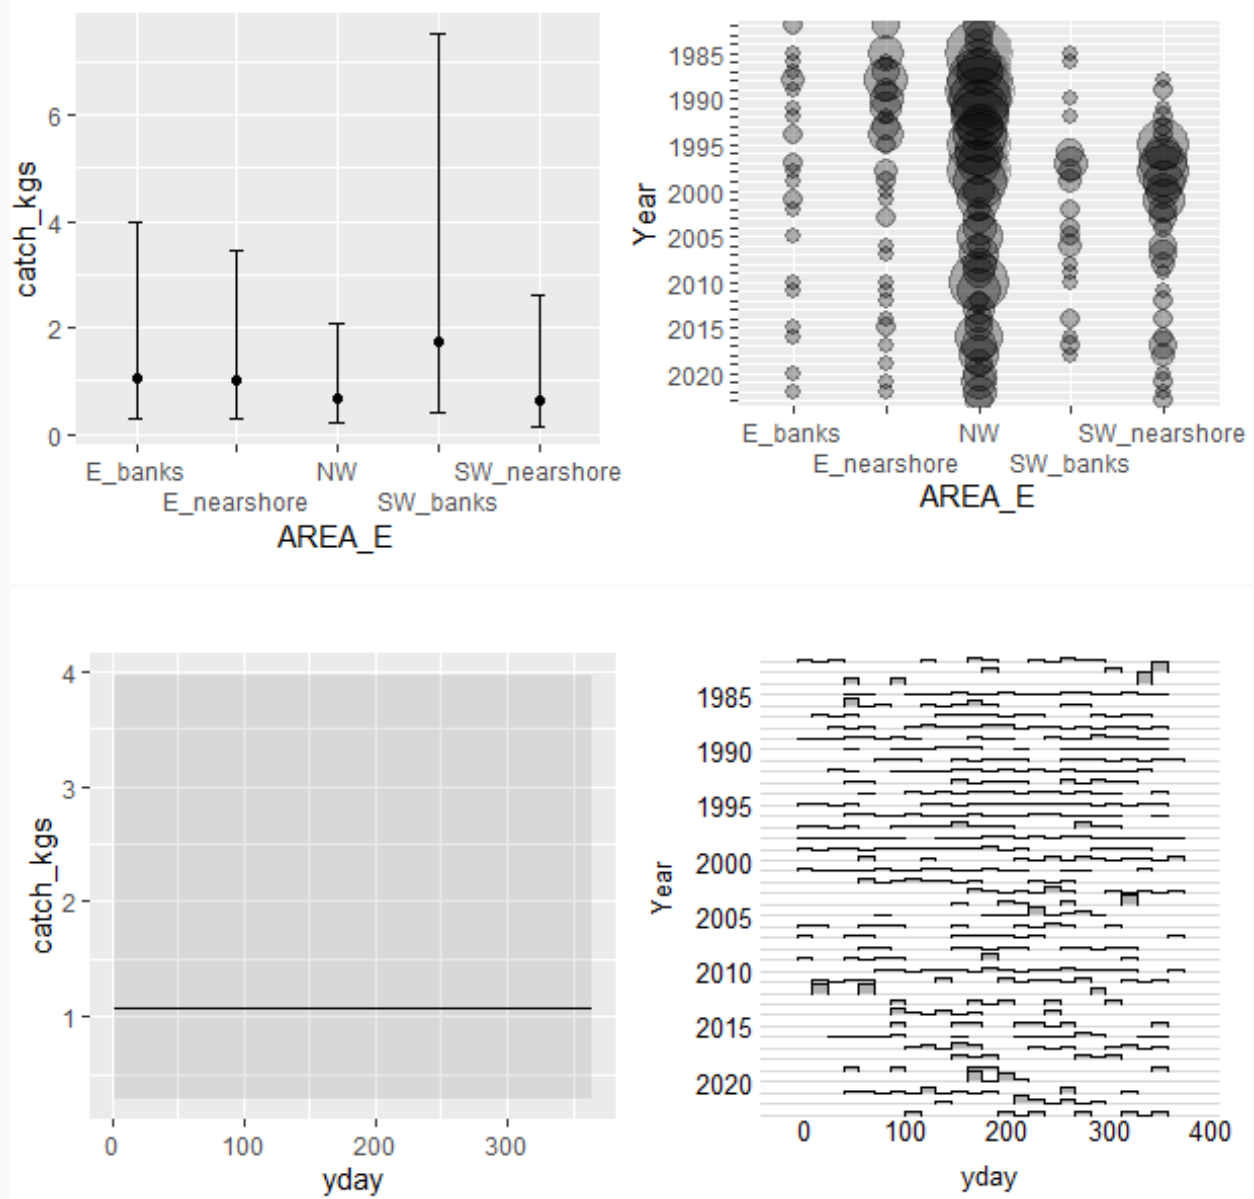 catch_kgs
6
4
2
0
E_banks NW SW_nearshore
E_nearshore SW_banks
AREA_E
Year
1985
1990
1995
2000
2005
2010
2015
2020
E_banks NW SW_nearshore
E_nearshore SW_banks
AREA_E
catch_kgs
4
3
2
1
0 100 200 300
yday
Year
1985
1990
1995
2000
2005
2010
2015
2020
0 100 200 300 400
yday